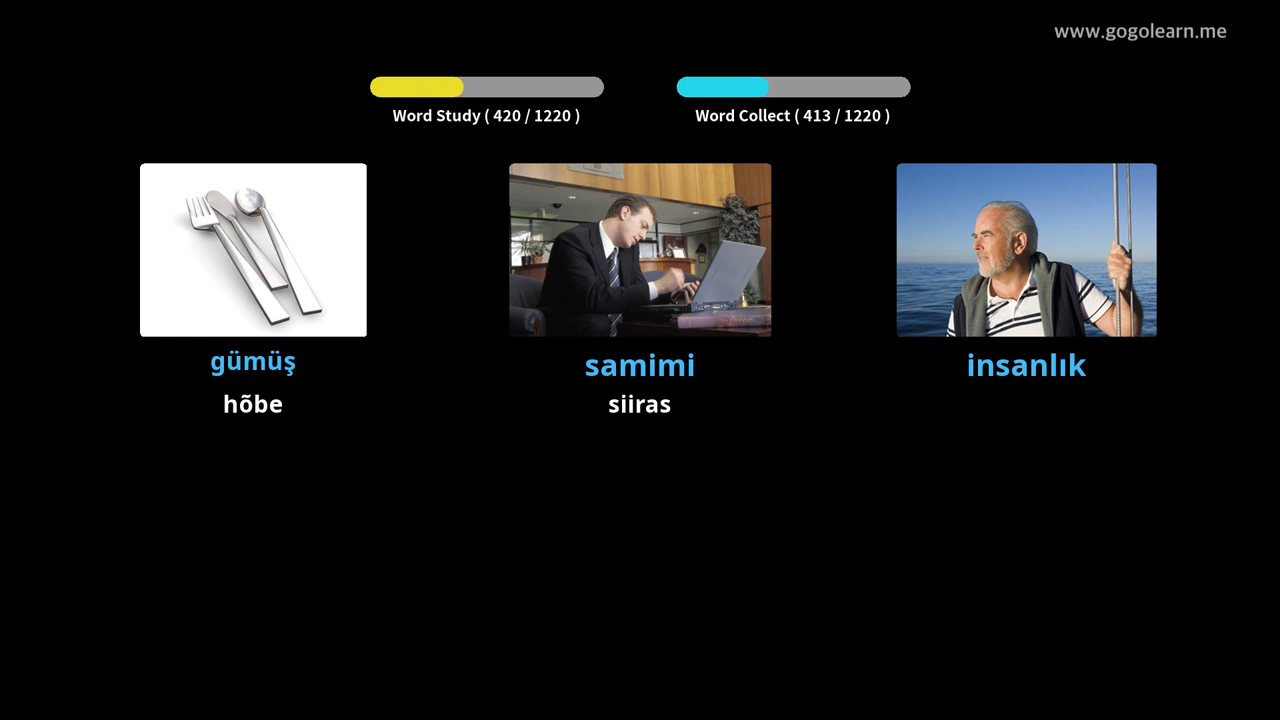 www.gogolearn.me
Word Study ( 420 / 1220 )
Word Collect ( 413 / 1220 )
gümüş
samimi
insanlık
hõbe
siiras